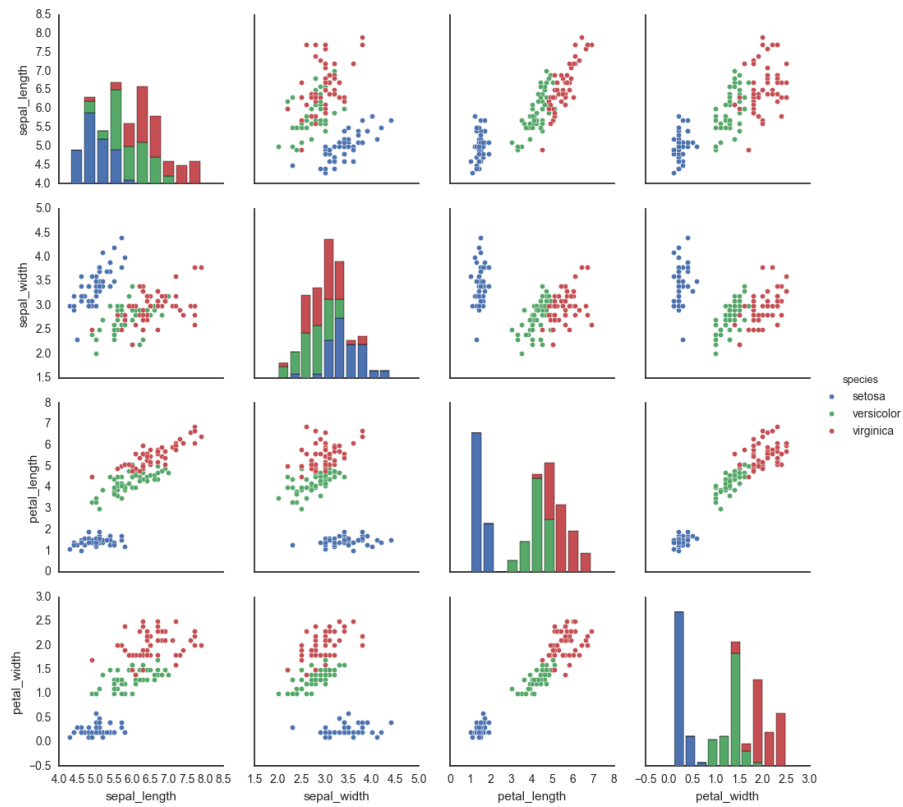 8.5
8.0
7.5
7.0
6.5
6.0
5.5
5.0
4.5
4.0
sepal_length
5.0
4.5
4.0
3.5
3.0
2.5
2.0
1.5
sepal_width
species
setosa
versicolor
virginica
8
7
6
5
4
3
2
1
0
petal_length
3.0
2.5
2.0
1.5
1.0
0.5
0.0
−0.5
petal_width
4.0 4.5 5.0 5.5 6.0 6.5 7.0 7.5 8.0 8.5
sepal_length
1.5 2.0 2.5 3.0 3.5 4.0 4.5 5.0
sepal_width
0 1 2 3 4 5 6 7 8
petal_length
−0.5 0.0 0.5 1.0 1.5 2.0 2.5 3.0
petal_width